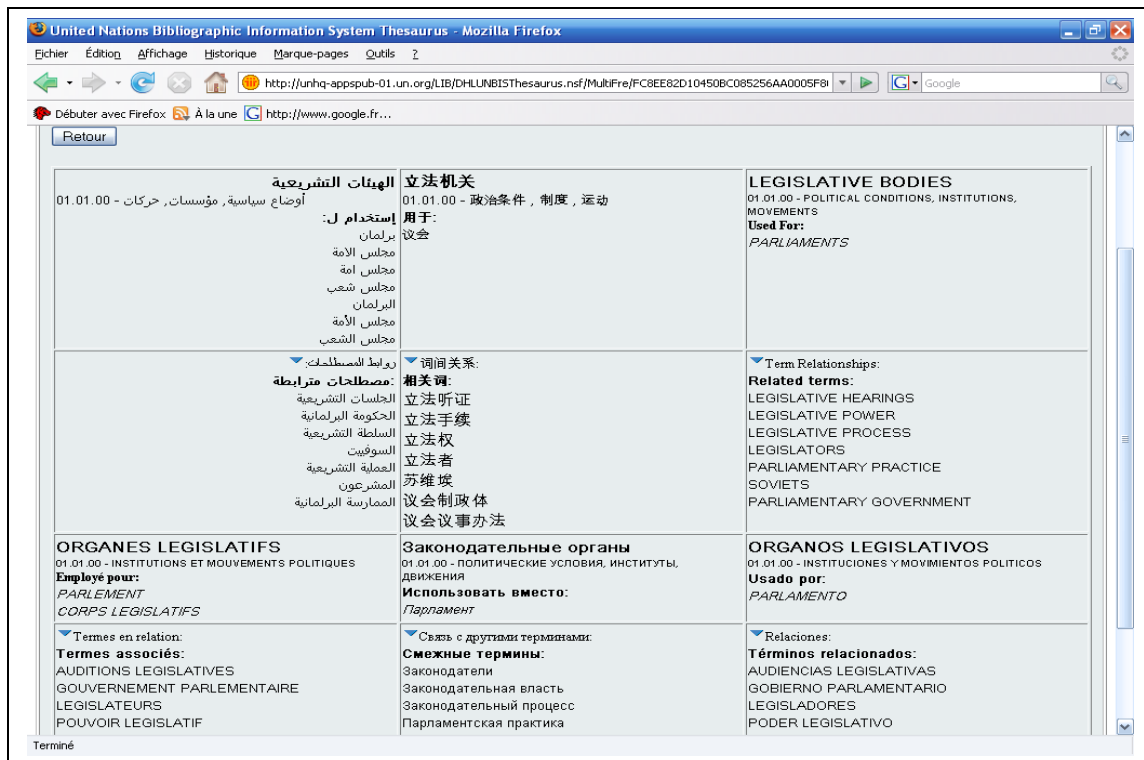 United Nations Bibliographic Information System Thesaurus - Mozilla Firefox
Eichier Édition Affichage Historique Marque-pages Outils ?
http://unhq-appspub-01.un.org/LIB/DHLUNBISThesaurus.nsf/MultiFre/FC8EE82D10450BC085256AA0005F8
Google
Débuter avec Firefox À la une http://www.google.fr...
Retour
الهيئات التشريعية
01.01.00 - أوضاع سياسية, مؤسسات, حركات
إستخدام ل:
برلمان
مجلس الامة
مجلس امة
مجلس شعب
البرلمان
مجلس الأمة
مجلس الشعب
立法机关
01.01.00 - 政治条件 , 制度 , 运动
用于:
议会
LEGISLATIVE BODIES
01.01.00 - POLITICAL CONDITIONS, INSTITUTIONS,
MOVEMENTS
Used For:
PARLIAMENTS
روابط المصطلحات:
مصطلحات مترابطة:
الجلسات التشريعية
الحكومة البرلمانية
السلطة التشريعية
السوفييت
العملية التشريعية
المشرعون
الممارسة البرلمانية
词间关系:
相关词:
立法听证
立法手续
立法权
立法者
苏维埃
议会制政体
议会议事办法
Term Relationships:
Related terms:
LEGISLATIVE HEARINGS
LEGISLATIVE POWER
LEGISLATIVE PROCESS
LEGISLATORS
PARLIAMENTARY PRACTICE
SOVIETS
PARLIAMENTARY GOVERNMENT
ORGANES LEGISLATIFS
01.01.00 - INSTITUTIONS ET MOUVEMENTS POLITIQUES
Employé pour:
PARLEMENT
CORPS LEGISLATIFS
Законодательные органы
01.01.00 - ПОЛИТИЧЕСКИЕ УСЛОВИЯ, ИНСТИТУТЫ,
ДВИЖЕНИЯ
Использовать вместо:
Парламент
ORGANOS LEGISLATIVOS
01.01.00 - INSTITUCIONES Y MOVIMIENTOS POLITICOS
Usado por:
PARLAMENTO
Termes en relation:
Termes associés:
AUDITIONS LEGISLATIVES
GOUVERNEMENT PARLEMENTAIRE
LEGISLATEURS
POUVOIR LEGISLATIF
Связь с другими терминами:
Смежные термины:
Законодатели
Законодательная власть
Законодательный процесс
Парламентская практика
Relaciones:
Términos relacionados:
AUDIENCIAS LEGISLATIVAS
GOBIERNO PARLAMENTARIO
LEGISLADORES
PODER LEGISLATIVO
Terminé